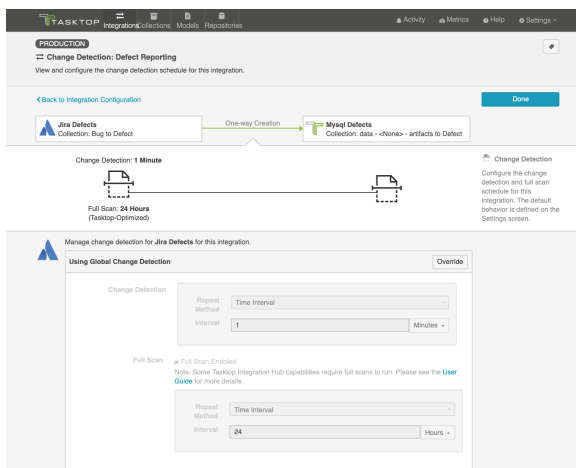 TASKTOP
Integrations
Collections
Models
Repositories
Activity
Metrics
Help
Settings
PRODUCTION
Change Detection: Defect Reporting
View and configure the change detection schedule for this integration.
Back to Integration Configuration
Done
Jira Defects
Collection: Bug to Defect
One-way Creation
Mysql Defects
Collection: data - <None> - artifacts to Defect
Change Detection: 1 Minute
Full Scan: 24 Hours
(Tasktop-Optimized)
Change Detection
Configure the change
detection and full scan
schedule for this
integration. The default
behavior is defined on the
Settings screen.
Manage change detection for Jira Defects for this integration.
Using Global Change Detection
Override
Change Detection
Repeat
Method
Time Interval
Interval
1
Minutes
Full Scan
Full Scan Enabled
Note: Some Tasktop Integration Hub capabilities require full scans to run. Please see the User
Guide for more details.
Repeat
Method
Time Interval
Interval
24
Hours